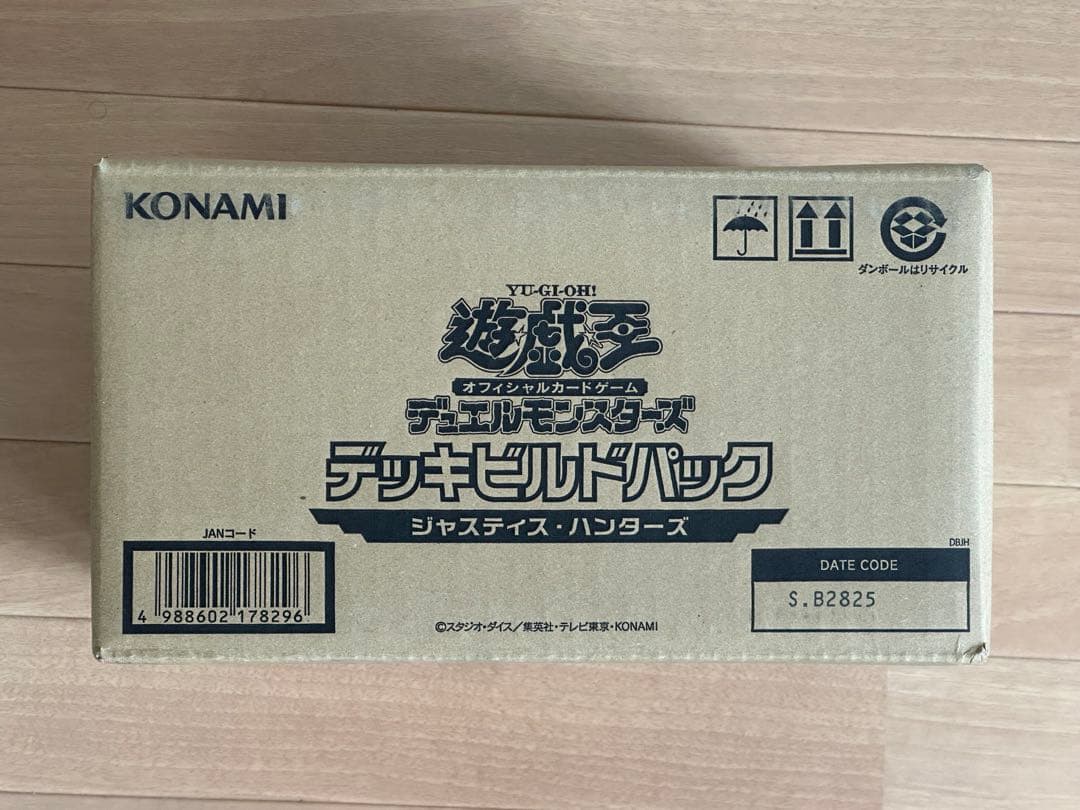 KONAMI
ダンボールはリサイクル
YU-GI-OH!
遊戯王
オフィシャルカードゲーム
デュエルモンスターズ
デッキビルドパック
ジャスティス・ハンターズ
JANコード
4 988602 178296
DBJH
DATE CODE
S.B2825
©スタジオ・ダイス／集英社・テレビ東京・KONAMI